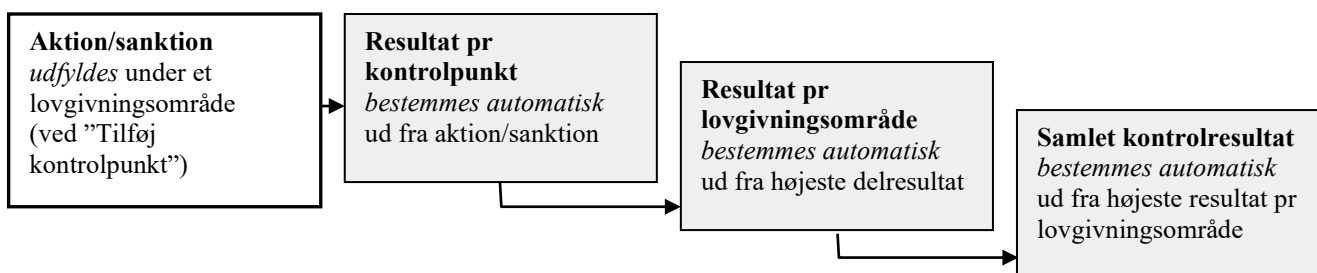 Aktion/sanktion
udfyldes under et
lovgivningsområde
(ved ”Tilføj
kontrolpunkt”)
Resultat pr
kontrolpunkt
bestemmes automatisk
ud fra aktion/sanktion
Resultat pr
lovgivningsområde
bestemmes automatisk
ud fra højeste delresultat
Samlet kontrolresultat
bestemmes automatisk
ud fra højeste resultat pr
lovgivningsområde